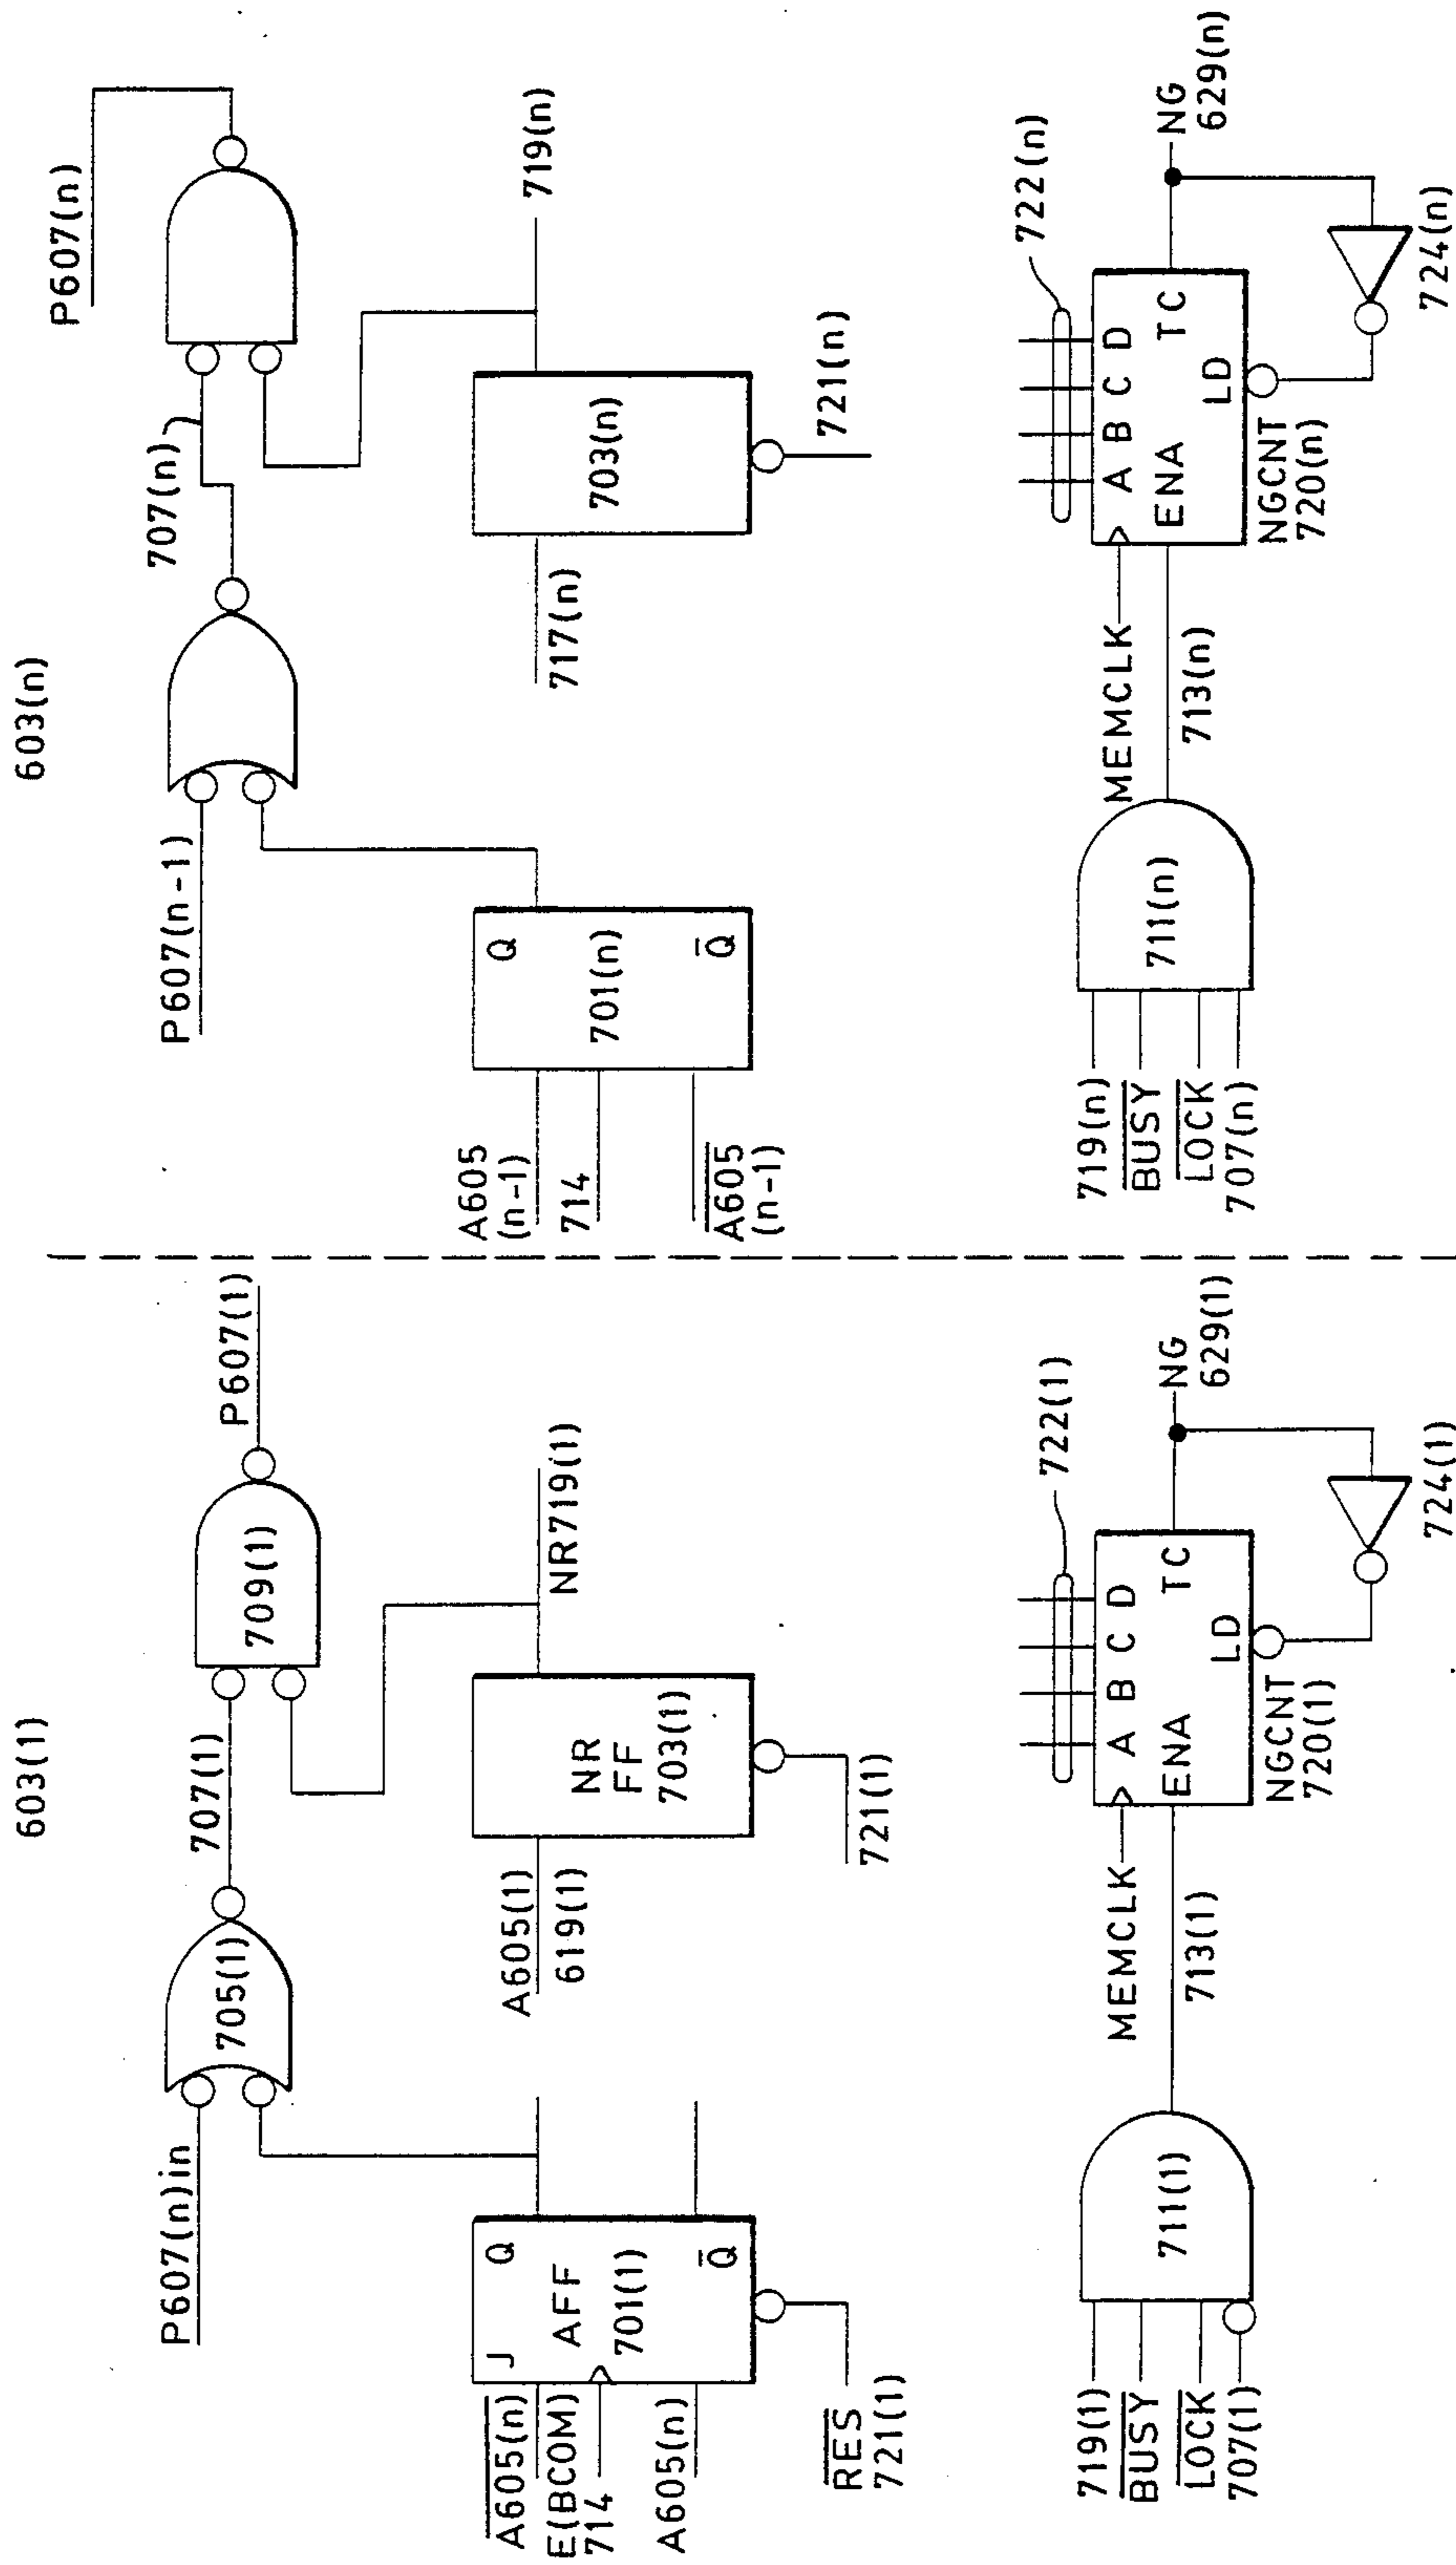 603(1)
P607(n)in
705(1)
707(1)
709(1)
P607(1)
A605(n)
E(BCOM)
714
A605(n)
J
Q
AFF
701(1)
Q
RES
721(1)
A605(1)
619(1)
NR
FF
703(1)
NR719(1)
721(1)
719(1)
BUSY
LOCK
707(1)
711(1)
713(1)
MEMCLK
A B C D
ENA
TC
LD
722(1)
NGCNT
720(1)
NG
629(1)
724(1)
603(n)
P607(n-1)
707(n)
P607(n)
A605
(n-1)
714
A605
(n-1)
Q
701(n)
Q
717(n)
703(n)
719(n)
721(n)
719(n)
BUSY
LOCK
707(n)
711(n)
713(n)
MEMCLK
A B C D
ENA
TC
LD
722(n)
NGCNT
720(n)
NG
629(n)
724(n)